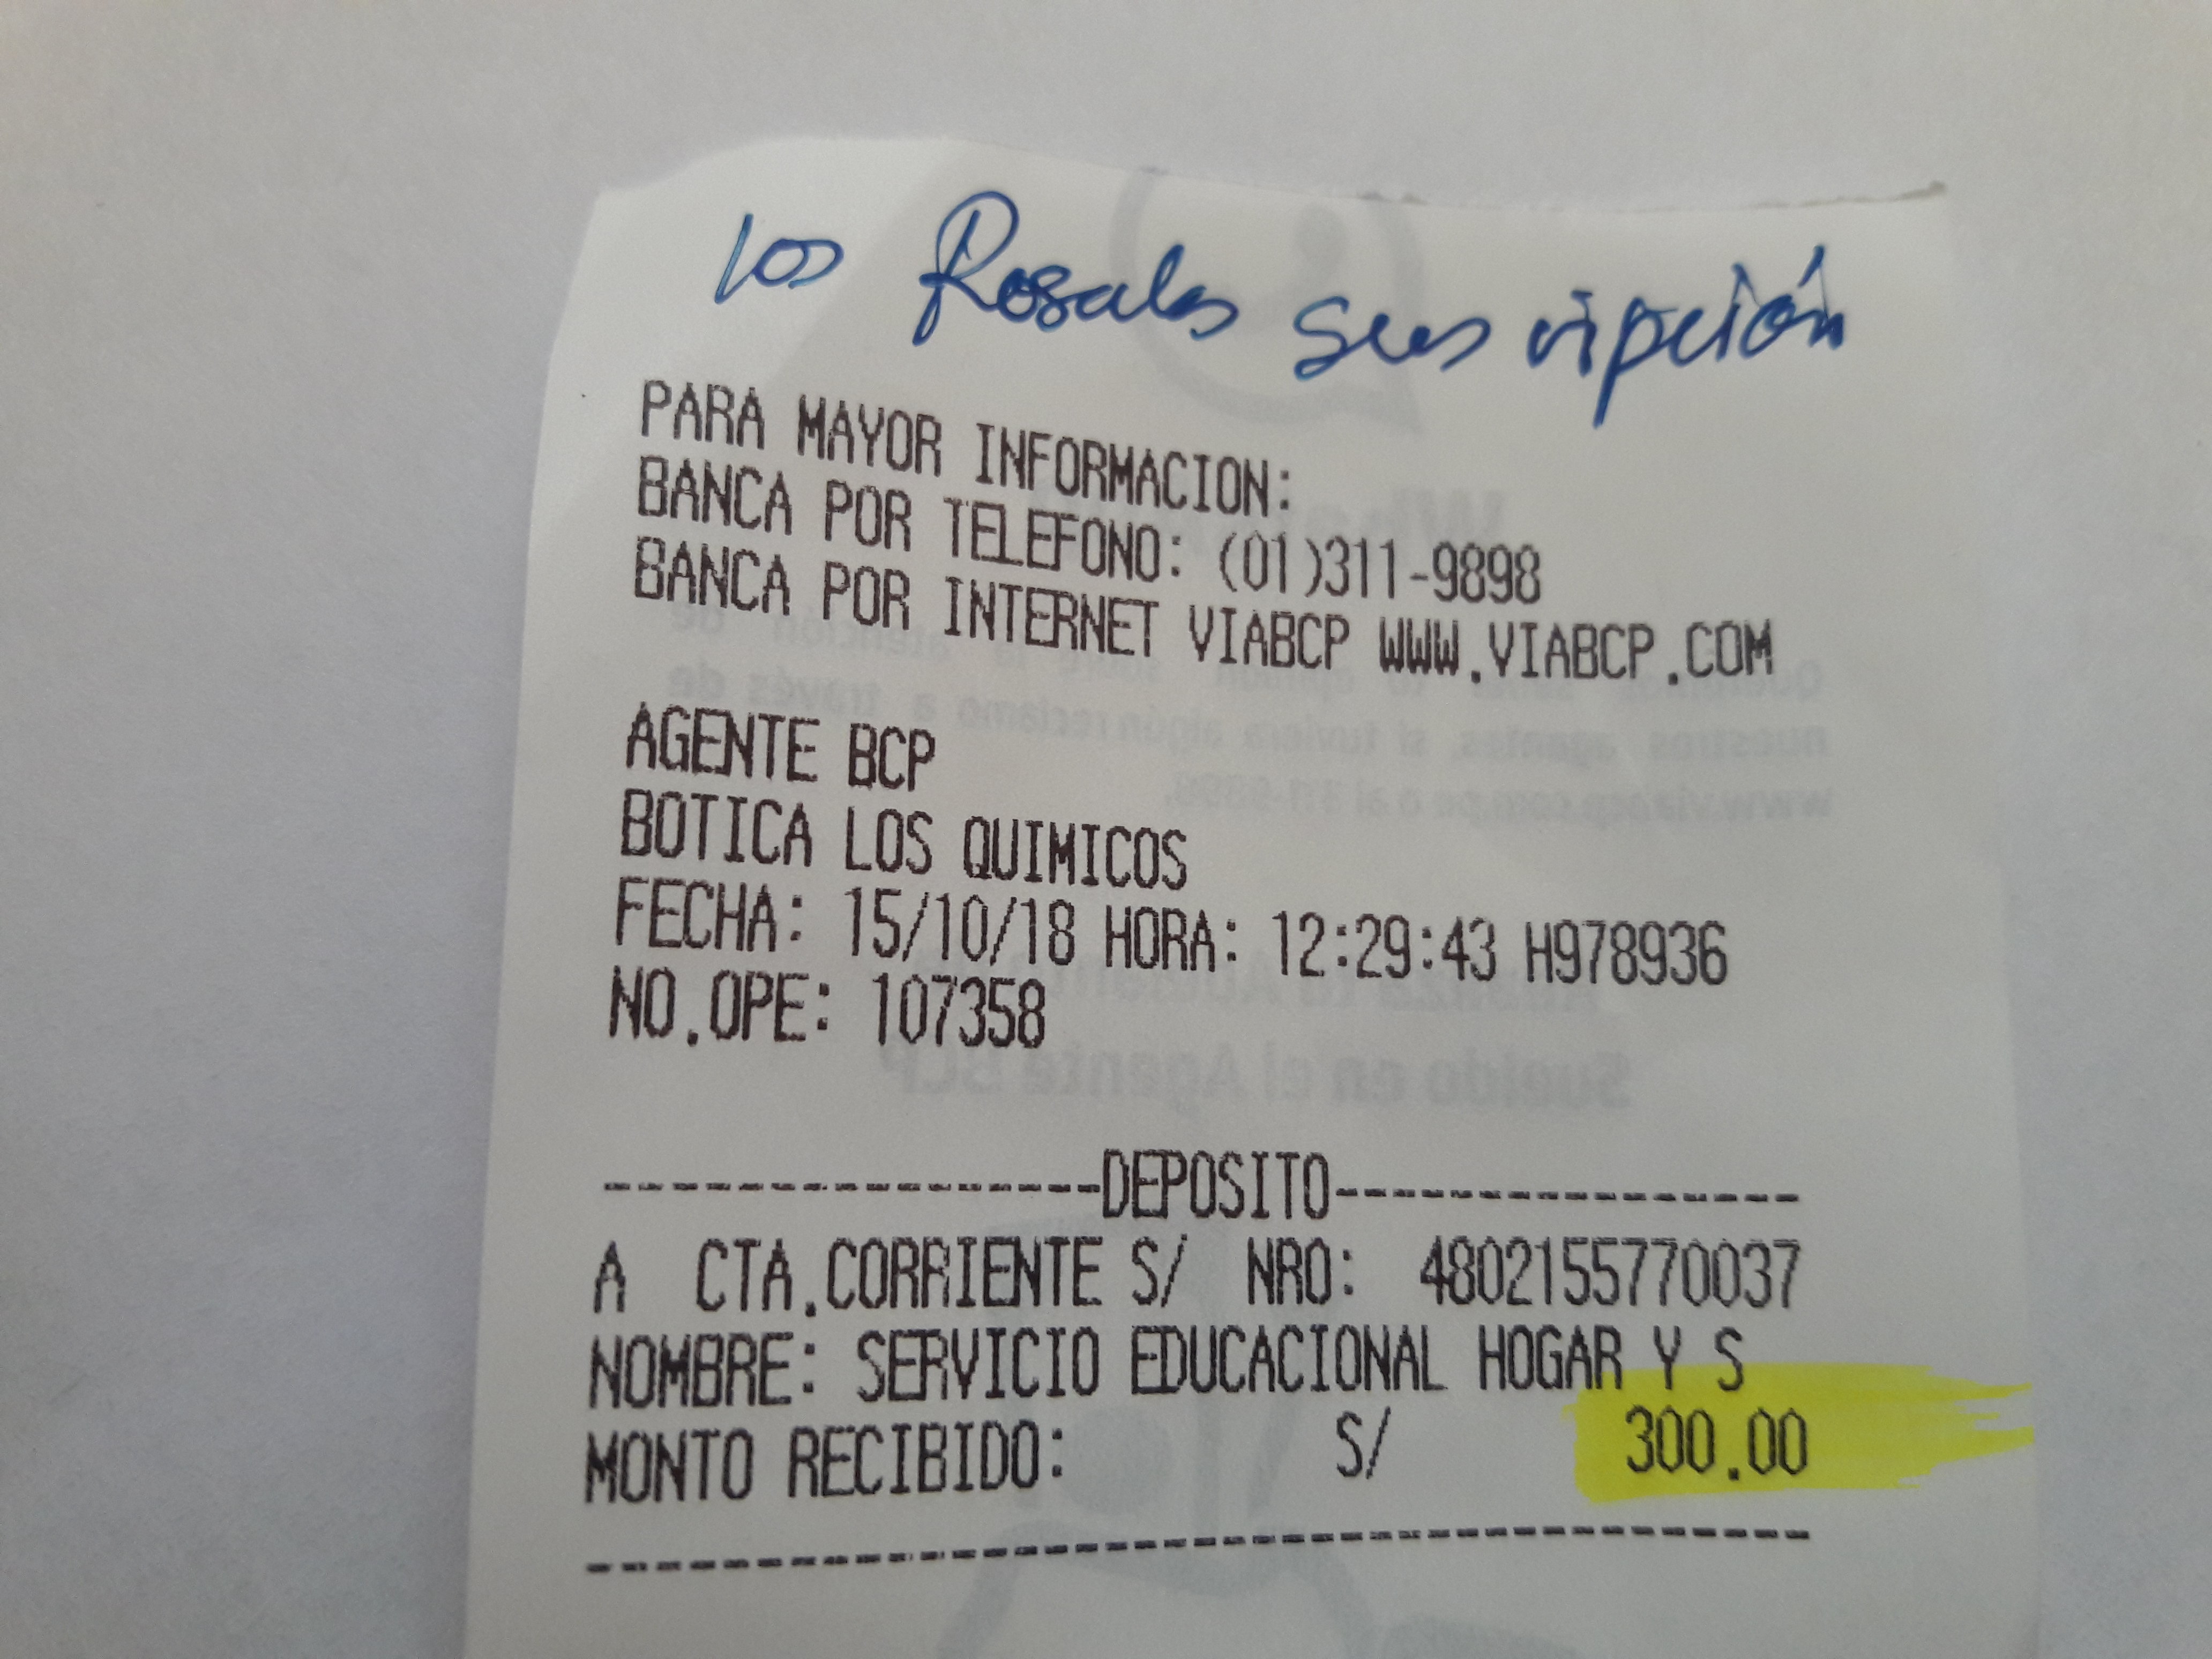 los Rosales suscripción
PARA MAYOR INFORMACION:
BANCA POR TELEFONO: (01)311-9898
BANCA POR INTERNET VIABCP WWW.VIABCP.COM
AGENTE BCP
BOTICA LOS QUIMICOS
FECHA: 15/10/18 HORA: 12:29:43 H978936
NO.OPE: 107358
-----------------DEPOSITO----------------
A CTA.CORRIENTE S/ NRO: 4802155770037
NOMBRE: SERVICIO EDUCACIONAL HOGAR Y S
MONTO RECIBIDO: S/ 300.00